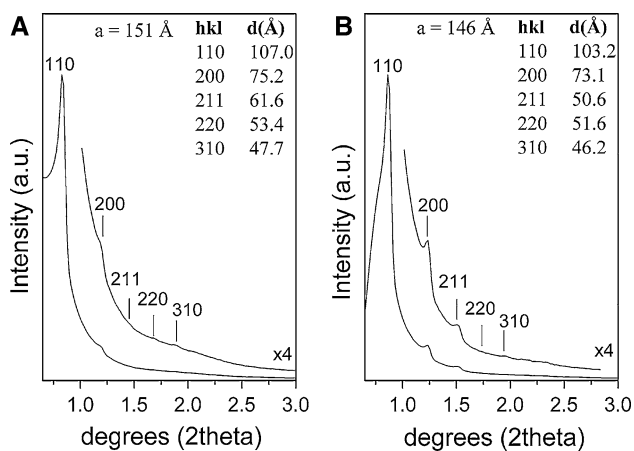 A
a = 151 Å
hkl d(Å)
110 107.0
200 75.2
211 61.6
220 53.4
310 47.7
110
200
211
220
310
x4
Intensity (a.u.)
1.0 1.5 2.0 2.5 3.0
degrees (2theta)
B
a = 146 Å
hkl d(Å)
110 103.2
200 73.1
211 50.6
220 51.6
310 46.2
110
200
211
220
310
x4
Intensity (a.u.)
1.0 1.5 2.0 2.5 3.0
degrees (2theta)